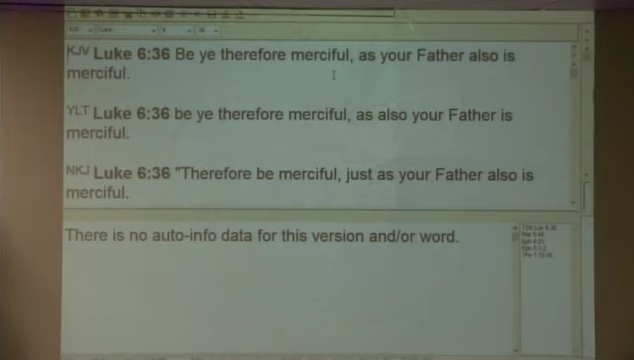 KJV Luke 6:36 Be ye therefore merciful, as your Father also is
merciful.
YLT Luke 6:36 be ye therefore merciful, as also your Father is
merciful.
NKJ Luke 6:36 "Therefore be merciful, just as your Father also is
merciful.
There is no auto-info data for this version and/or word.